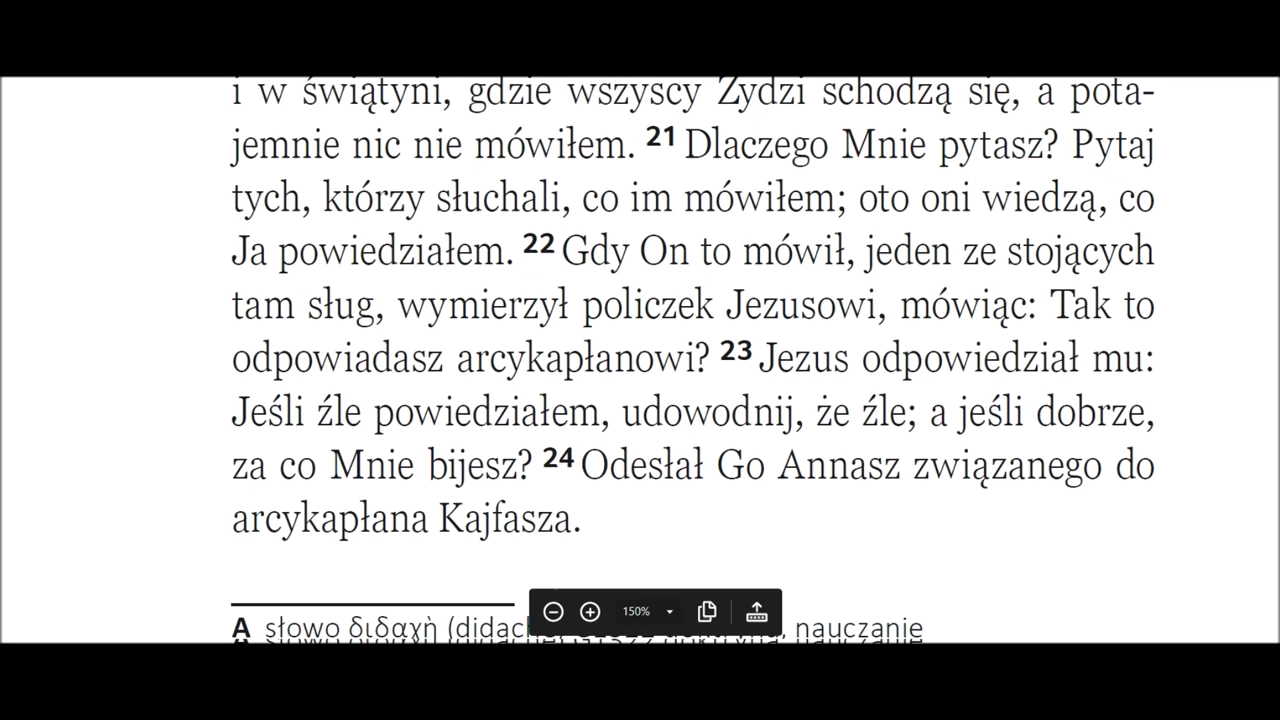 i w świątyni, gdzie wszyscy Żydzi schodzą się, a pota-
jemnie nic nie mówiłem. 21 Dlaczego Mnie pytasz? Pytaj
tych, którzy słuchali, co im mówiłem; oto oni wiedzą, co
Ja powiedziałem. 22 Gdy On to mówił, jeden ze stojących
tam sług, wymierzył policzek Jezusowi, mówiąc: Tak to
odpowiadasz arcykapłanowi? 23 Jezus odpowiedział mu:
Jeśli źle powiedziałem, udowodnij, że źle; a jeśli dobrze,
za co Mnie bijesz? 24 Odesłał Go Annasz związanego do
arcykapłana Kajfasza.
150%
A słowo διδαχὴ (didache) nauczanie